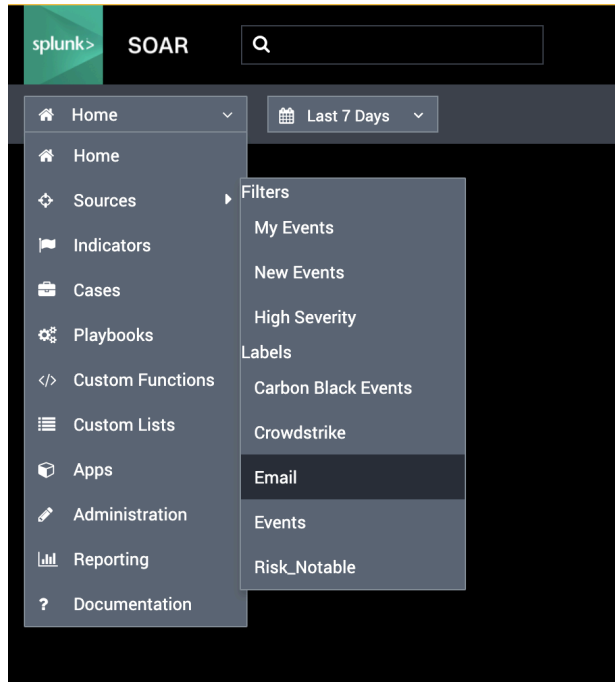 splunk> SOAR
Home Last 7 Days
Home
Sources
Indicators
Cases
Playbooks
</> Custom Functions
Custom Lists
Apps
Administration
Reporting
? Documentation
Filters
My Events
New Events
High Severity
Labels
Carbon Black Events
Crowdstrike
Email
Events
Risk_Notable